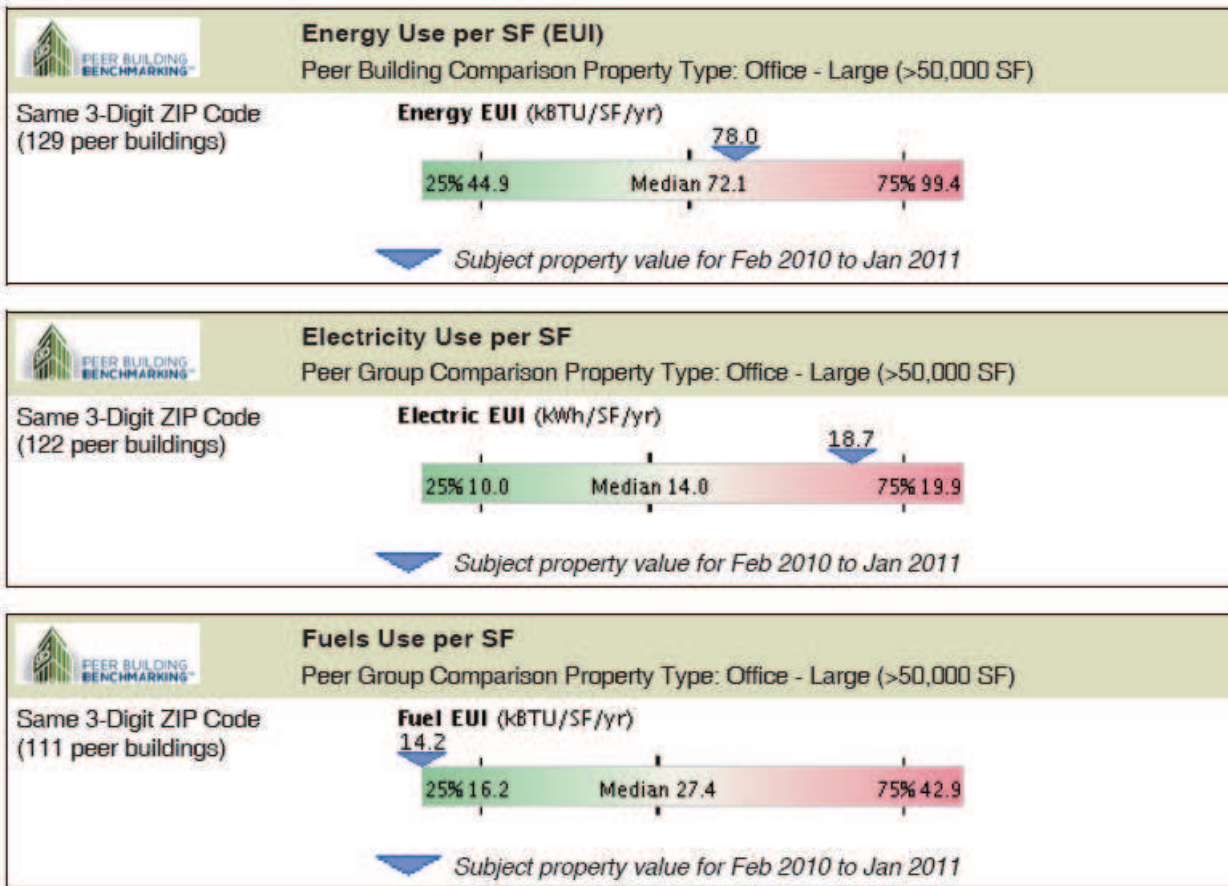 PEER BUILDING
BENCHMARKING™
Energy Use per SF (EUI)
Peer Building Comparison Property Type: Office - Large (>50,000 SF)
Same 3-Digit ZIP Code
(129 peer buildings)
Energy EUI (kBTU/SF/yr)
78.0
25% 44.9 Median 72.1 75% 99.4
Subject property value for Feb 2010 to Jan 2011
PEER BUILDING
BENCHMARKING™
Electricity Use per SF
Peer Group Comparison Property Type: Office - Large (>50,000 SF)
Same 3-Digit ZIP Code
(122 peer buildings)
Electric EUI (kWh/SF/yr)
18.7
25% 10.0 Median 14.0 75% 19.9
Subject property value for Feb 2010 to Jan 2011
PEER BUILDING
BENCHMARKING™
Fuels Use per SF
Peer Group Comparison Property Type: Office - Large (>50,000 SF)
Same 3-Digit ZIP Code
(111 peer buildings)
Fuel EUI (kBTU/SF/yr)
14.2
25% 16.2 Median 27.4 75% 42.9
Subject property value for Feb 2010 to Jan 2011